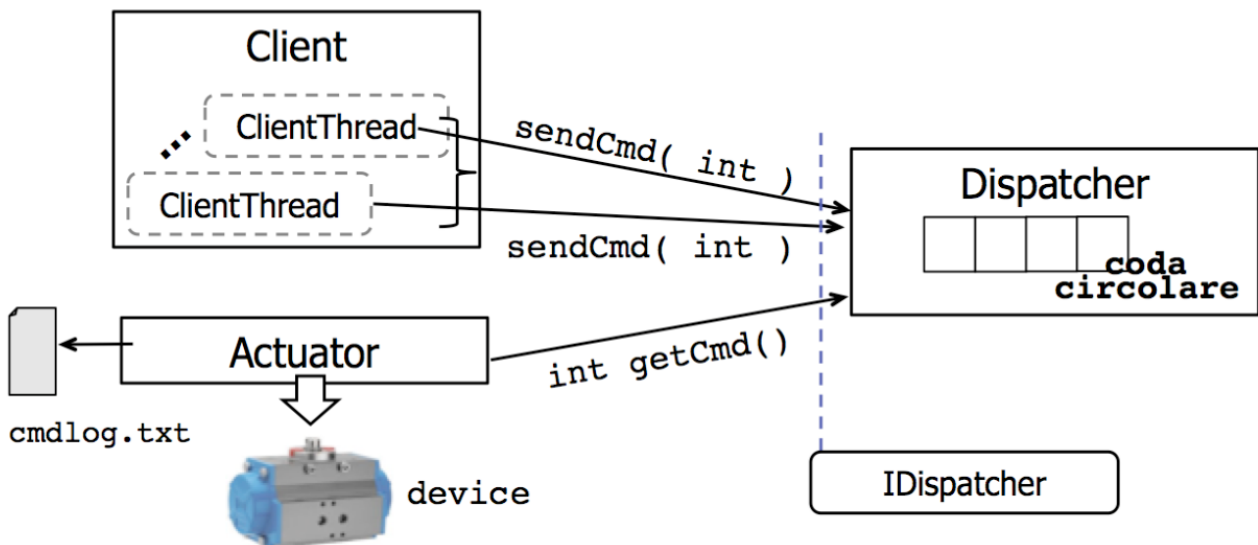 Client
ClientThread
ClientThread
sendCmd( int )
sendCmd( int )
Dispatcher
coda
circolare
Actuator
int getCmd()
cmdlog.txt
device
IDispatcher